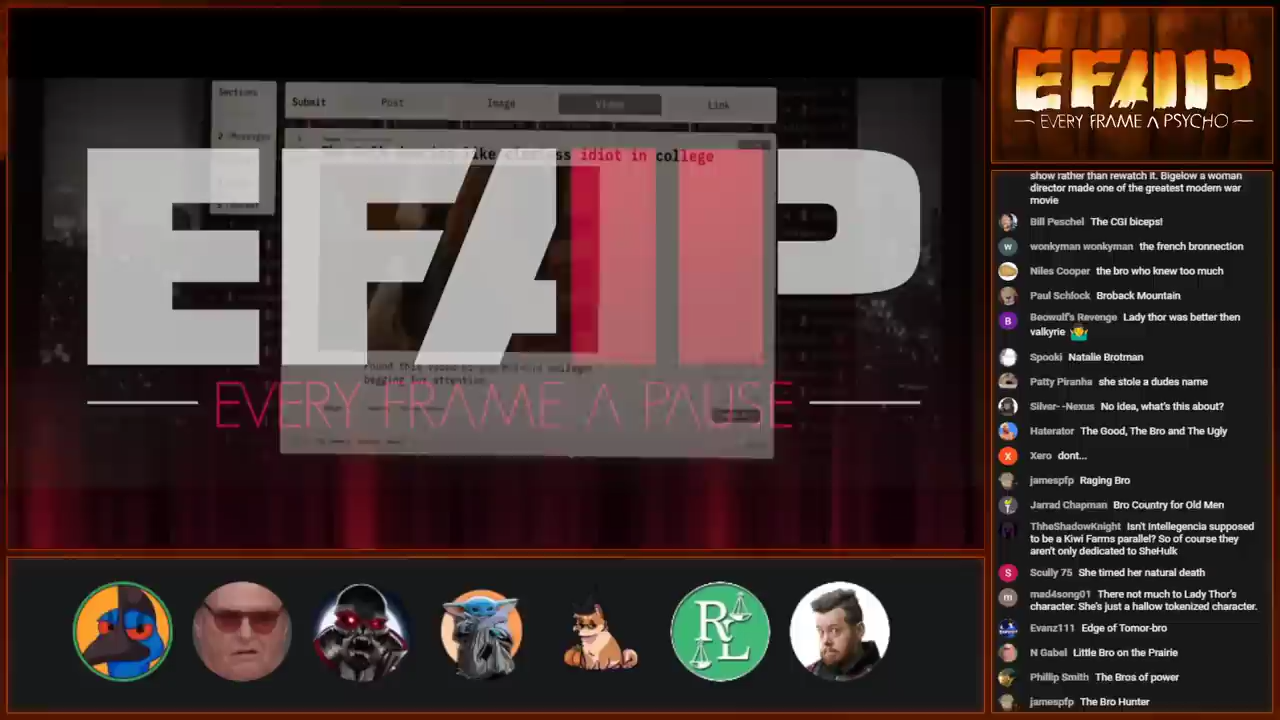 Sections
Messages
Submit
Post
Image
Video
Link
idiot in college
EFAP
EVERY FRAME A PAUSE
begging for attention
EFAP
EVERY FRAME A PSYCHO
show rather than rewatch it. Bigelow a woman
director made one of the greatest modern war
movie
Bill Peschel The CGI biceps!
w
wonkyman wonkyman the french bronnection
Niles Cooper the bro who knew too much
Paul Schlock Broback Mountain
B
Beowulf's Revenge Lady thor was better then
valkyrie
Spooki Natalie Brotman
Patty Piranha she stole a dudes name
Silver--Nexus No idea, what's this about?
Haterator The Good, The Bro and The Ugly
X
Xero dont...
jamespfp Raging Bro
Jarrad Chapman Bro Country for Old Men
ThheShadowKnight Isn't Intellegencia supposed
to be a Kiwi Farms parallel? So of course they
aren't only dedicated to SheHulk
S
Scully 75 She timed her natural death
m
mad4song01 There not much to Lady Thor's
character. She's just a hallow tokenized character.
Evanz111 Edge of Tomor-bro
N Gabel Little Bro on the Prairie
Phillip Smith The Bros of power
jamespfp The Bro Hunter
RL